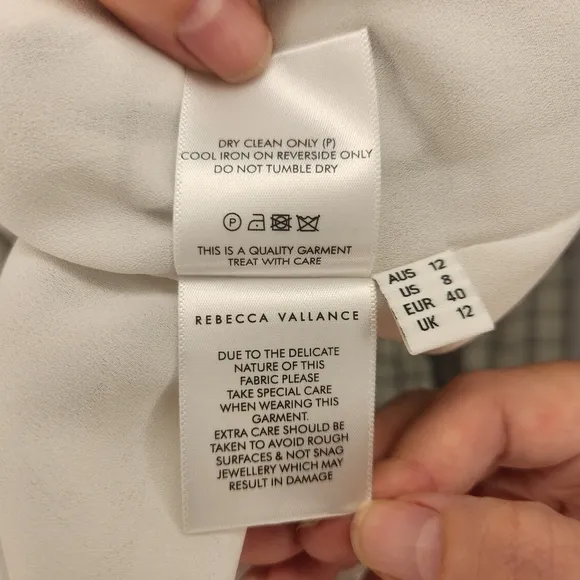 DRY CLEAN ONLY (P)
COOL IRON ON REVERSIDE ONLY
DO NOT TUMBLE DRY
P
THIS IS A QUALITY GARMENT
TREAT WITH CARE
AUS 12
US 8
EUR 40
UK 12
REBECCA VALLANCE
DUE TO THE DELICATE
NATURE OF THIS
FABRIC PLEASE
TAKE SPECIAL CARE
WHEN WEARING THIS
GARMENT.
EXTRA CARE SHOULD BE
TAKEN TO AVOID ROUGH
SURFACES & NOT SNAG
JEWELLERY WHICH MAY
RESULT IN DAMAGE